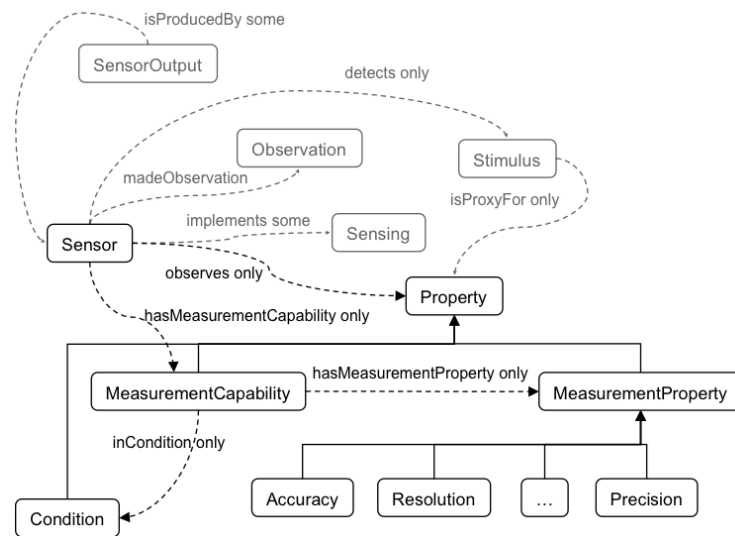 isProducedBy some
SensorOutput
detects only
Observation
Stimulus
madeObservation
isProxyFor only
implements some
Sensor
Sensing
observes only
Property
hasMeasurementCapability only
hasMeasurementProperty only
MeasurementCapability
MeasurementProperty
inCondition only
Accuracy
Resolution
...
Precision
Condition